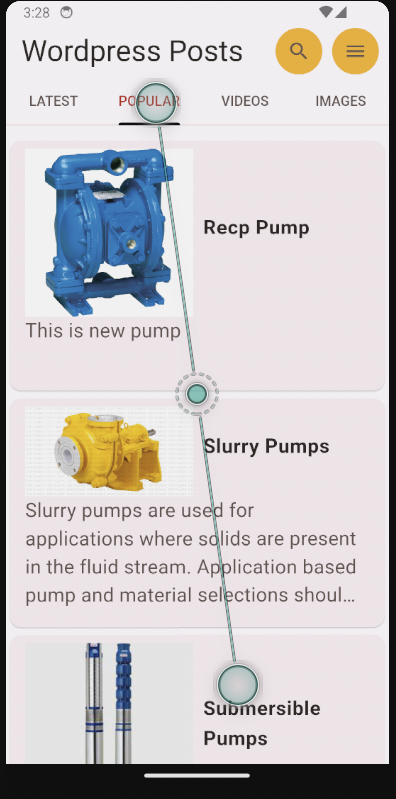 3:28
Wordpress Posts
LATEST POPULAR VIDEOS IMAGES
Recp Pump
This is new pump
Slurry Pumps
Slurry pumps are used for
applications where solids are present
in the fluid stream. Application based
pump and material selections shoul…
Submersible
Pumps